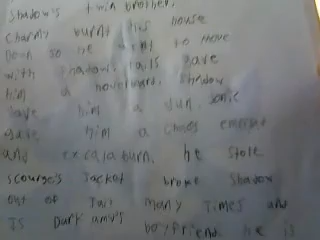 Shadow's twin brother.
Charmy burnt his house
down so he went to move
with shadow. tails gave
him a hoverboard. Shadow
gave him a gun. sonic
gave him a chaos emerald
and excalaburn. he stole
scourge's Jacket broke Shadow
out of Jail many Times and
Is Dark amy's boyfriend. he is